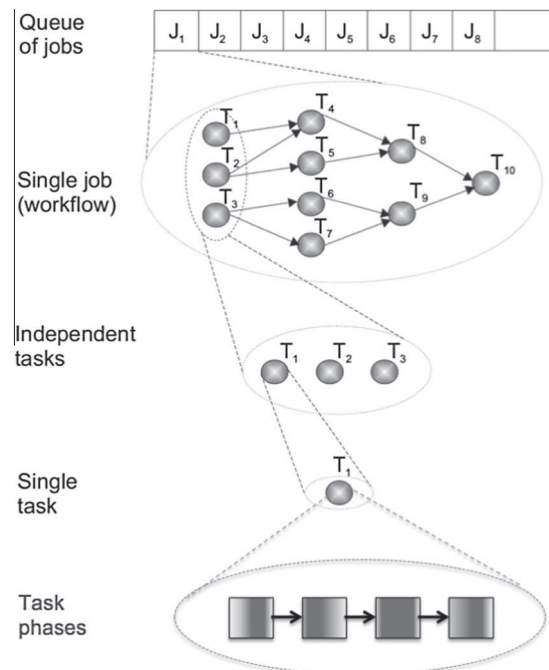 Queue
of jobs
J₁ J₂ J₃ J₄ J₅ J₆ J₇ J₈
Single job
(workflow)
T₁
T₂
T₃
T₄
T₅
T₆
T₇
T₈
T₉
T₁₀
Independent
tasks
T₁ T₂ T₃
Single
task
T₁
Task
phases